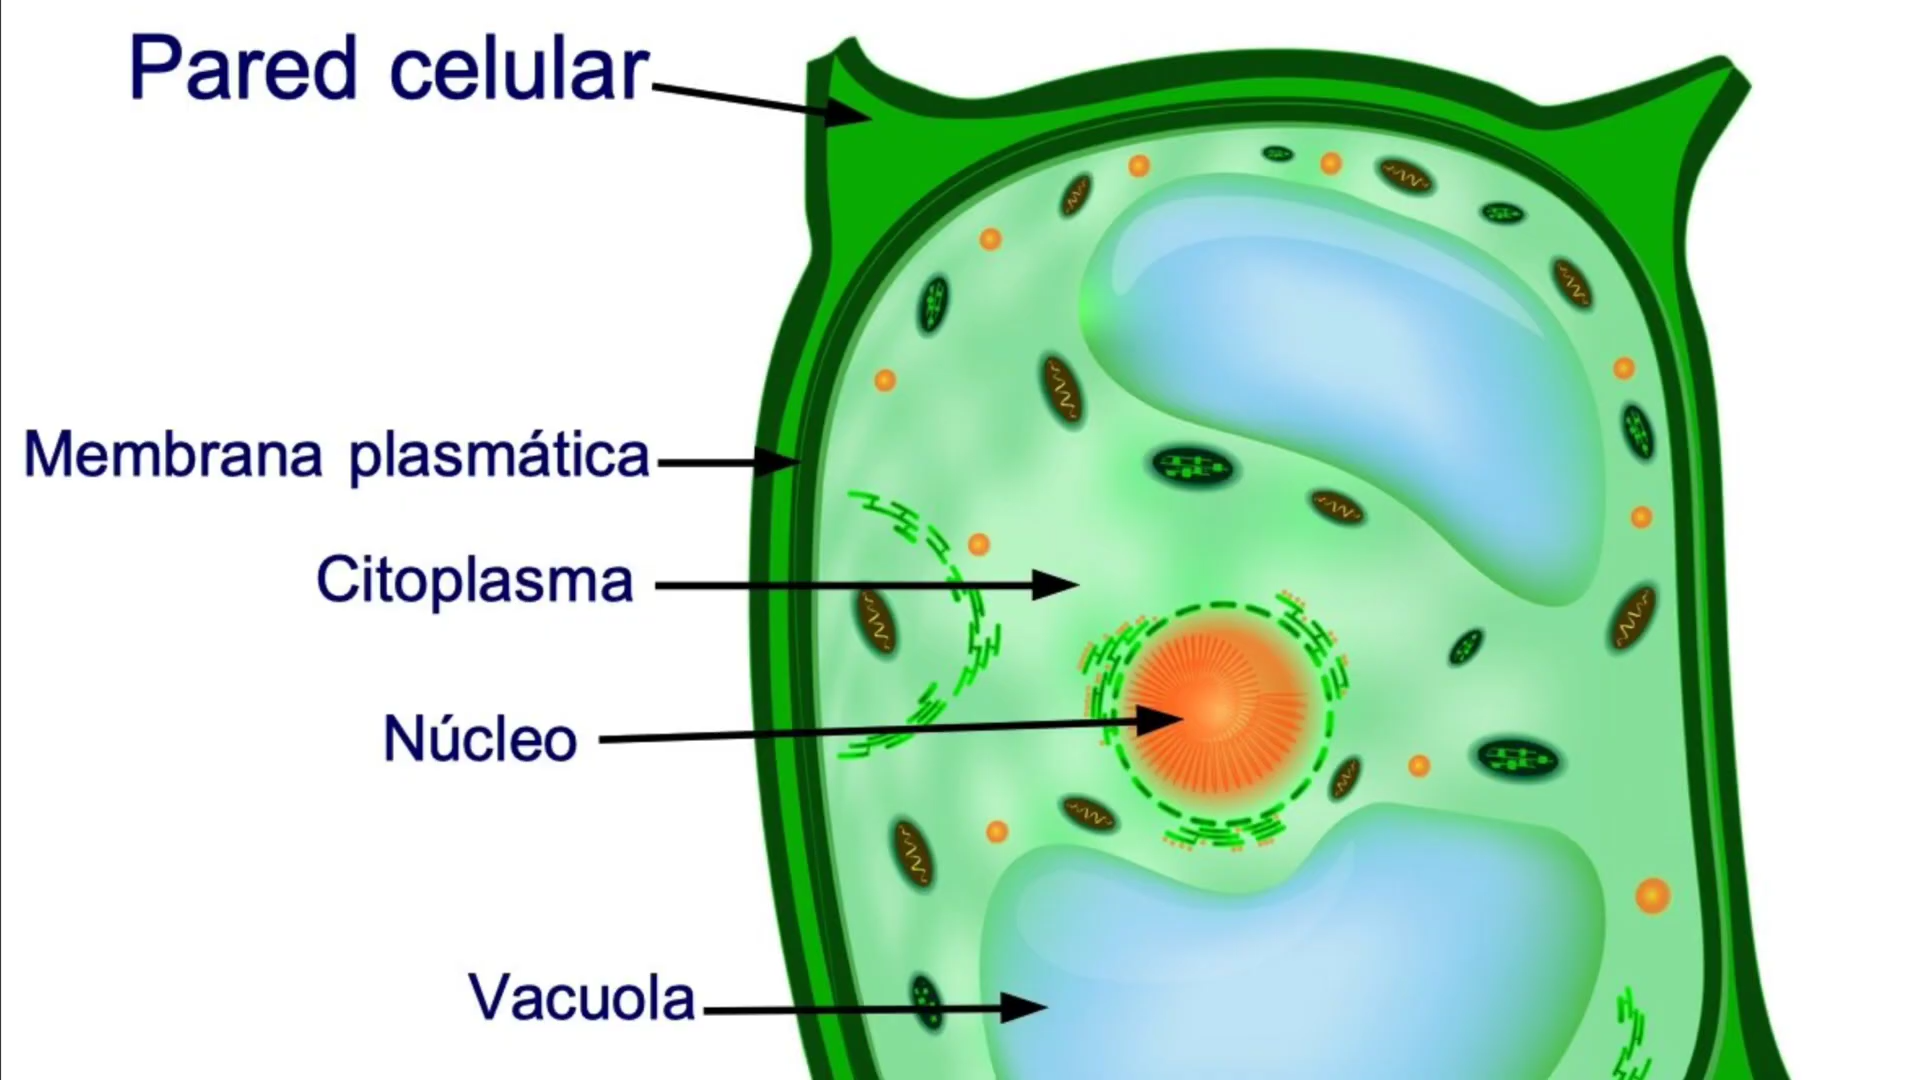 Pared celular
Membrana plasmática
Citoplasma
Núcleo
Vacuola